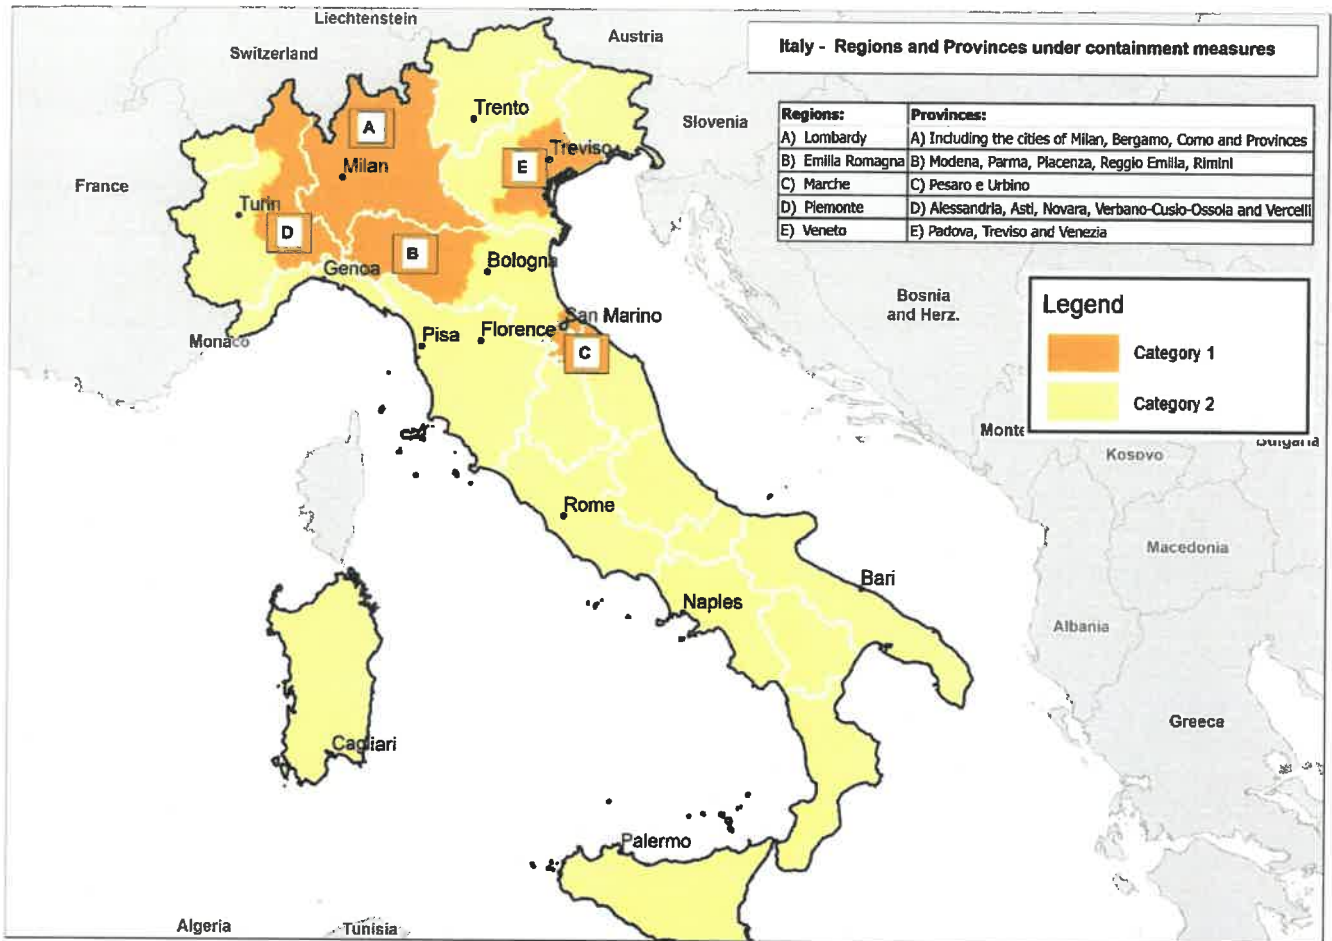 Liechtenstein
Switzerland
Austria
Italy - Regions and Provinces under containment measures
Regions: Provinces:
A) Lombardy A) Including the cities of Milan, Bergamo, Como and Provinces
B) Emilia Romagna B) Modena, Parma, Piacenza, Reggio Emilia, Rimini
C) Marche C) Pesaro e Urbino
D) Piemonte D) Alessandria, Asti, Novara, Verbano-Cusio-Ossola and Vercelli
E) Veneto E) Padova, Treviso and Venezia
Slovenia
Trento
A
Treviso
E
Milan
France
Turin
D
B
Bologna
Genoa
Bosnia
and Herz.
Legend
Category 1
Category 2
San Marino
Pisa
Florence
C
Monaco
Monte
Bulgaria
Kosovo
Rome
Macedonia
Bari
Naples
Albania
Greece
Cagliari
Palermo
Algeria
Tunisia